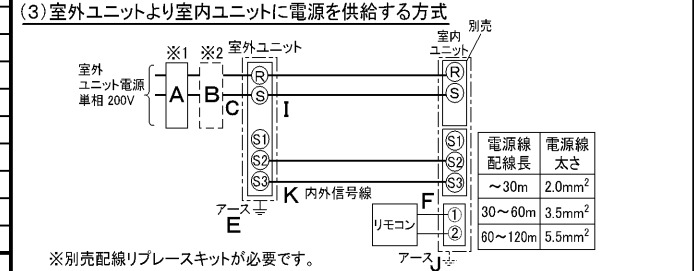 (3)室外ユニットより室内ユニットに電源を供給する方式
※1 ※2 室外ユニット
室内ユニット
別売
室外
ユニット電源
単相 200V
A B C I
R
S
S1
S2
S3
R
S
S1
S2
S3
K 内外信号線
アース
E
F
リモコン
①
②
アース J
電源線配線長 電源線太さ
～30m 2.0mm²
30～60m 3.5mm²
60～120m 5.5mm²
※別売配線リプレースキットが必要です。